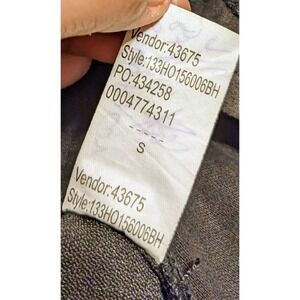 Vendor:43675
Style:133HO156006BH
PO:434258
0004774311
-----
S
Vendor:43675
Style:133HO156006BH